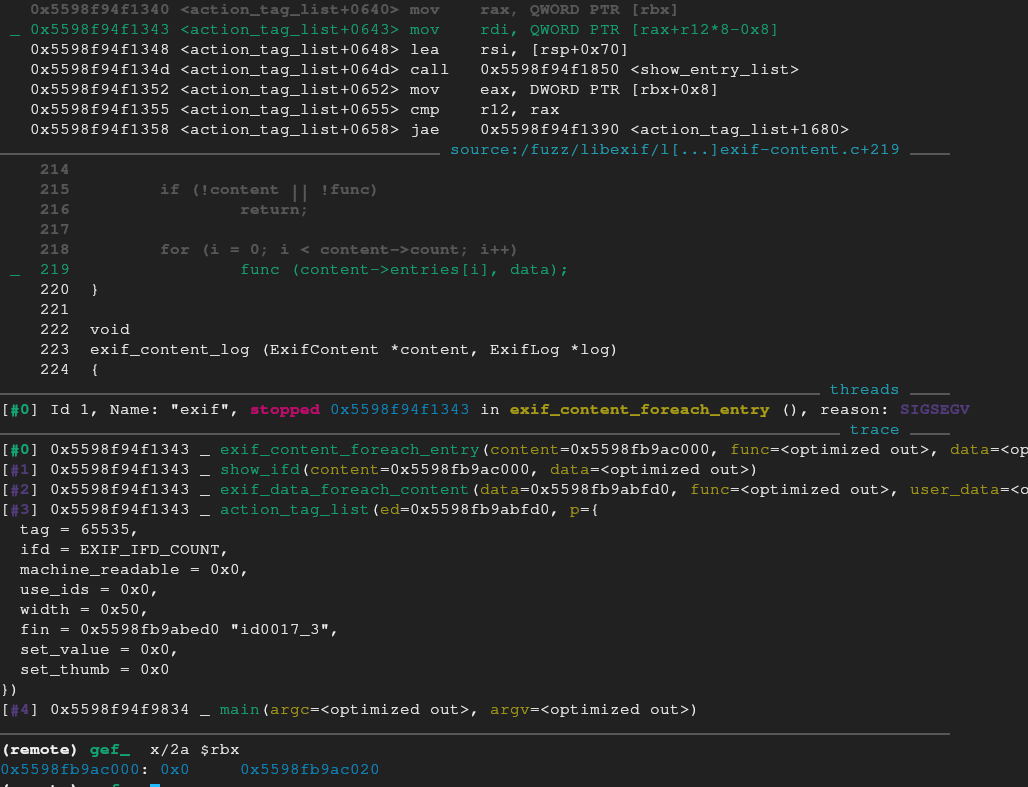 0x5598f94f1340 <action_tag_list+0640> mov rax, QWORD PTR [rbx]
_ 0x5598f94f1343 <action_tag_list+0643> mov rdi, QWORD PTR [rax+r12*8-0x8]
0x5598f94f1348 <action_tag_list+0648> lea rsi, [rsp+0x70]
0x5598f94f134d <action_tag_list+064d> call 0x5598f94f1850 <show_entry_list>
0x5598f94f1352 <action_tag_list+0652> mov eax, DWORD PTR [rbx+0x8]
0x5598f94f1355 <action_tag_list+0655> cmp r12, rax
0x5598f94f1358 <action_tag_list+0658> jae 0x5598f94f1390 <action_tag_list+1680>
source:/fuzz/libexif/l[...]exif-content.c+219
214
215 if (!content || !func)
216 return;
217
218 for (i = 0; i < content->count; i++)
_ 219 func (content->entries[i], data);
220 }
221
222 void
223 exif_content_log (ExifContent *content, ExifLog *log)
224 {
threads
[#0] Id 1, Name: "exif", stopped 0x5598f94f1343 in exif_content_foreach_entry (), reason: SIGSEGV
trace
[#0] 0x5598f94f1343 _ exif_content_foreach_entry(content=0x5598fb9ac000, func=<optimized out>, data=<op
[#1] 0x5598f94f1343 _ show_ifd(content=0x5598fb9ac000, data=<optimized out>)
[#2] 0x5598f94f1343 _ exif_data_foreach_content(data=0x5598fb9abfd0, func=<optimized out>, user_data=<o
[#3] 0x5598f94f1343 _ action_tag_list(ed=0x5598fb9abfd0, p={
tag = 65535,
ifd = EXIF_IFD_COUNT,
machine_readable = 0x0,
use_ids = 0x0,
width = 0x50,
fin = 0x5598fb9abed0 "id0017_3",
set_value = 0x0,
set_thumb = 0x0
})
[#4] 0x5598f94f9834 _ main(argc=<optimized out>, argv=<optimized out>)
(remote) gef_ x/2a $rbx
0x5598fb9ac000: 0x0 0x5598fb9ac020